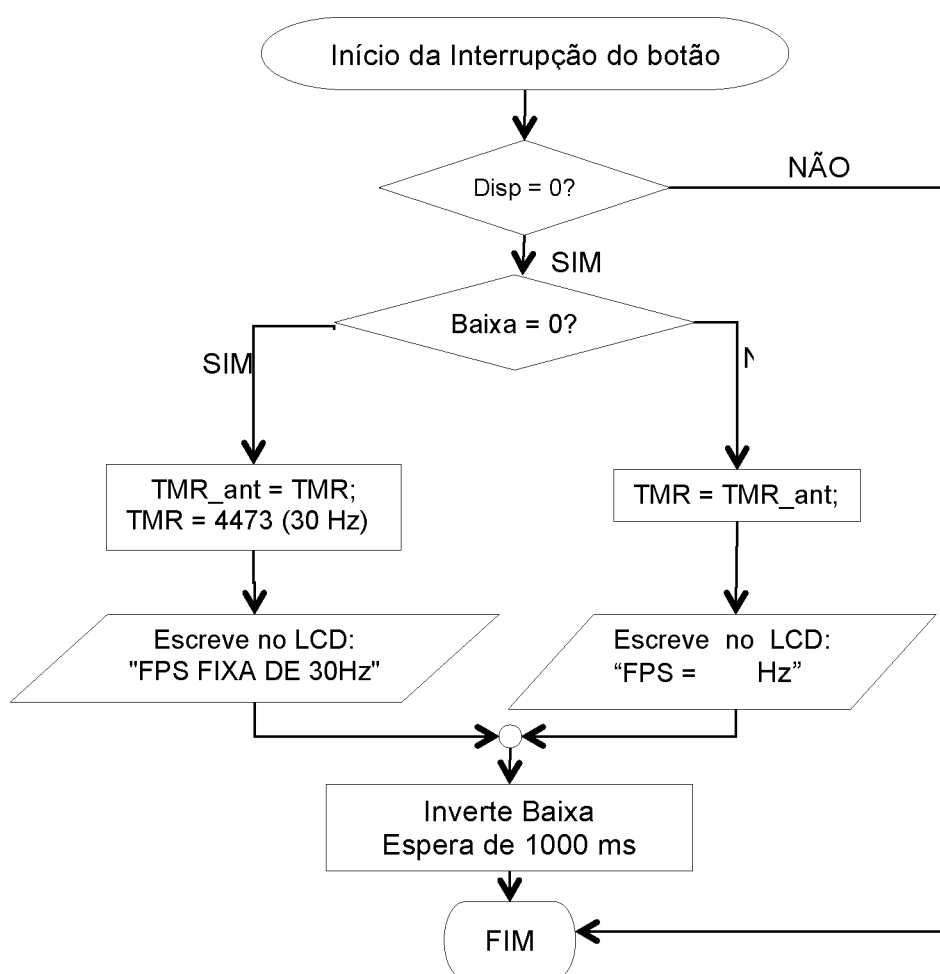 Início da Interrupção do botão
Disp = 0?
NÃO
SIM
Baixa = 0?
SIM
TMR_ant = TMR;
TMR = 4473 (30 Hz)
TMR = TMR_ant;
Escreve no LCD:
"FPS FIXA DE 30Hz"
Escreve no LCD:
“FPS = Hz”
Inverte Baixa
Espera de 1000 ms
FIM